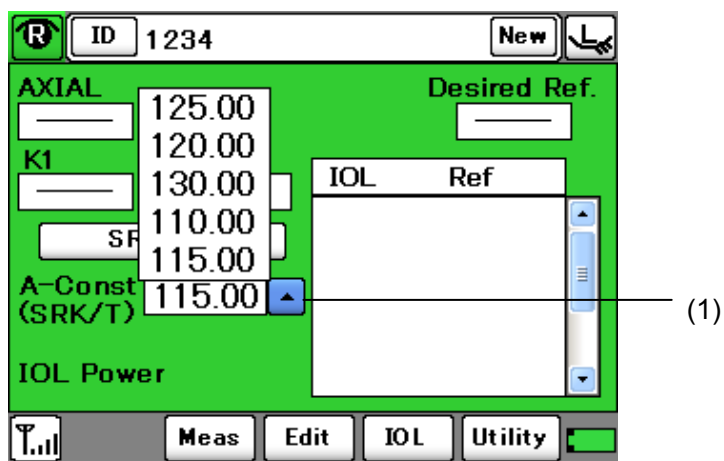 R ID 1234 New
AXIAL
Desired Ref.
125.00
120.00
K1
130.00
IOL Ref
110.00
SR
115.00
A-Const
(SRK/T)
115.00
(1)
IOL Power
Meas Edit IOL Utility